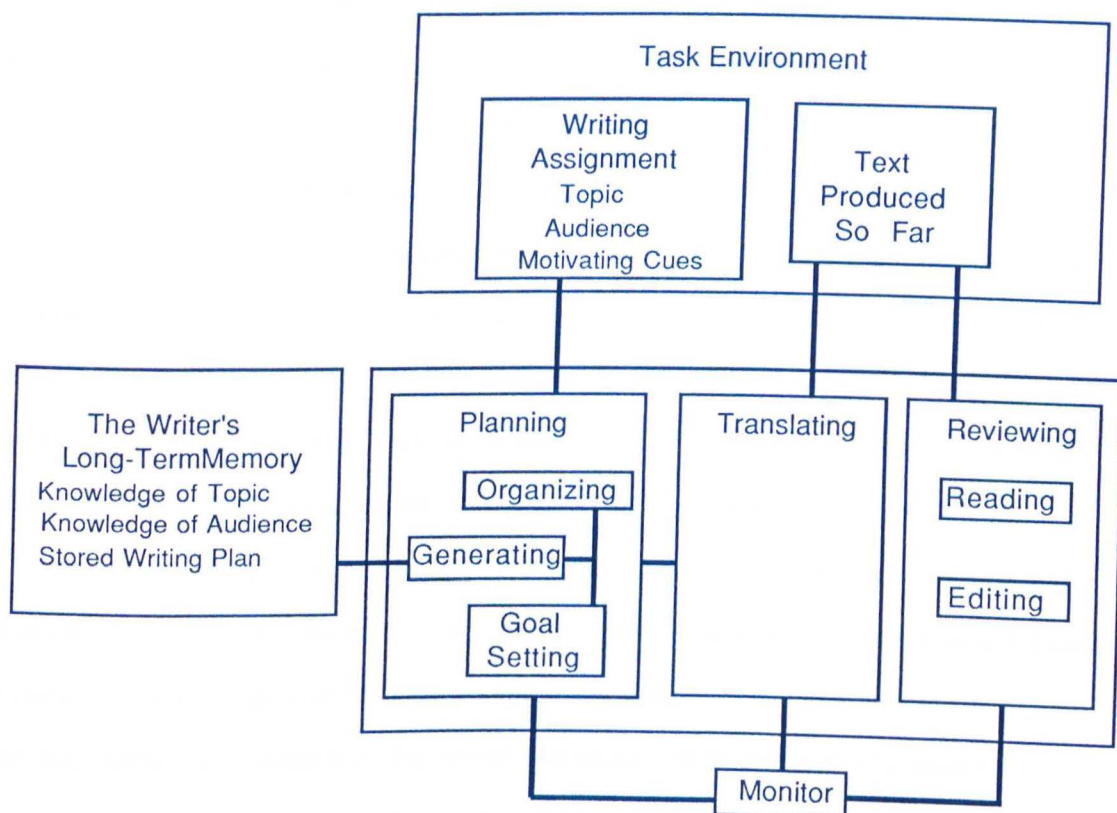 Task Environment
Writing
Assignment
Topic
Audience
Motivating Cues
Text
Produced
So Far
The Writer's
Long-TermMemory
Knowledge of Topic
Knowledge of Audience
Stored Writing Plan
Planning
Organizing
Generating
Goal
Setting
Translating
Reviewing
Reading
Editing
Monitor